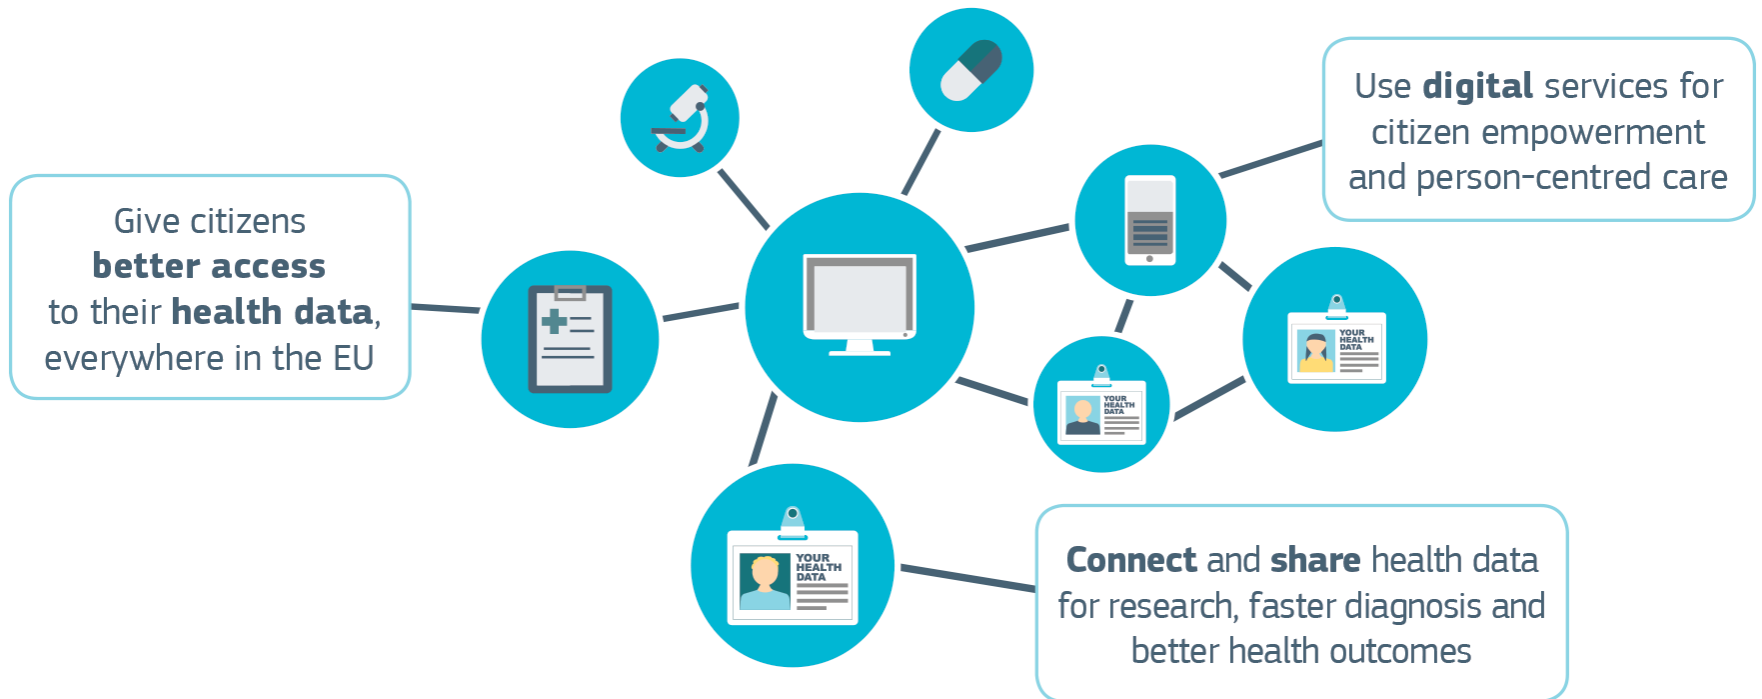 Use digital services for
citizen empowerment
and person-centred care
Give citizens
better access
to their health data,
everywhere in the EU
YOUR
HEALTH
DATA
YOUR
HEALTH
DATA
YOUR
HEALTH
DATA
Connect and share health data
for research, faster diagnosis and
better health outcomes